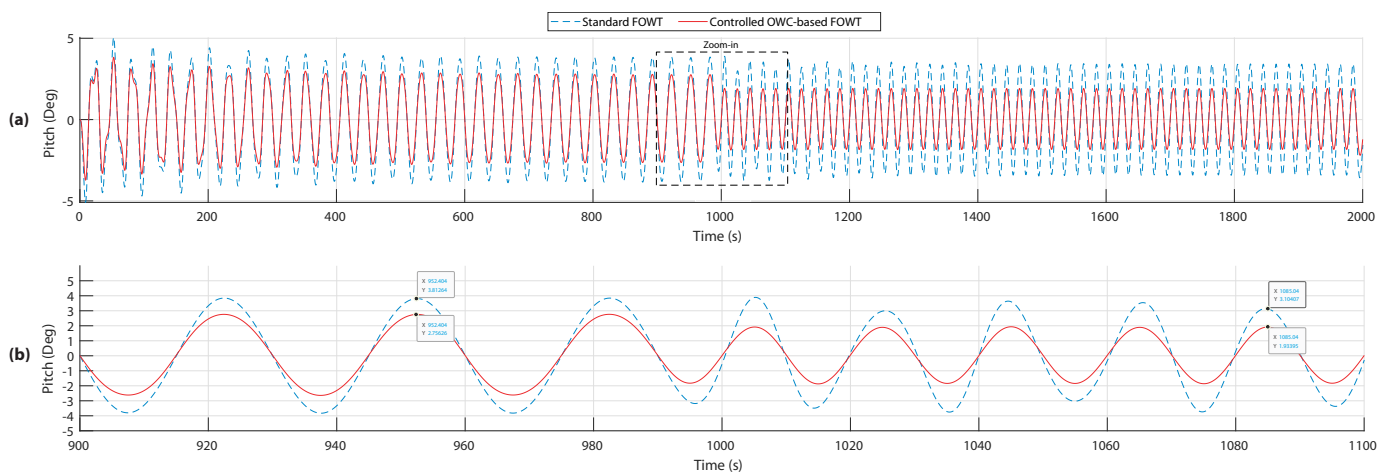 Standard FOWT Controlled OWC-based FOWT
Zoom-in
(a)
Pitch (Deg)
5
0
-5
0 200 400 600 800 1000 1200 1400 1600 1800 2000
Time (s)
(b)
Pitch (Deg)
5
4
3
2
1
0
-1
-2
-3
-4
-5
X 952.404
Y 3.81264
X 952.404
Y 2.75626
X 1085.04
Y 3.10407
X 1085.04
Y 1.93395
900 920 940 960 980 1000 1020 1040 1060 1080 1100
Time (s)